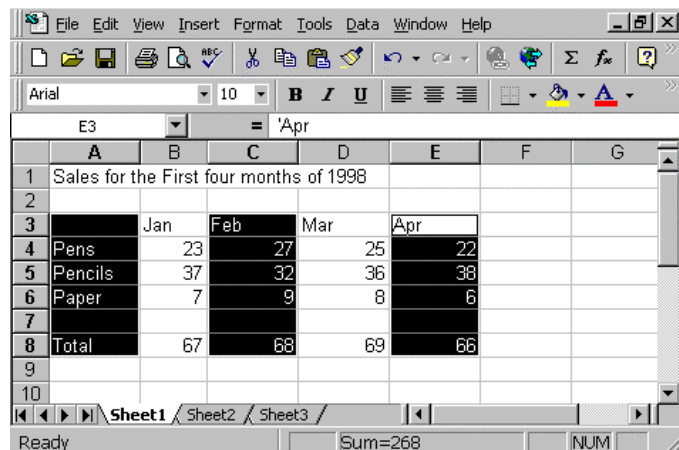 File Edit View Insert Format Tools Data Window Help
ABC Σ fx ?
Arial 10 B I U A
E3 = 'Apr
A B C D E F G
1 Sales for the First four months of 1998
2
3 Jan Feb Mar Apr
4 Pens 23 27 25 22
5 Pencils 37 32 36 38
6 Paper 7 9 8 6
7
8 Total 67 68 69 66
9
10
Sheet1 Sheet2 Sheet3
Ready Sum=268 NUM